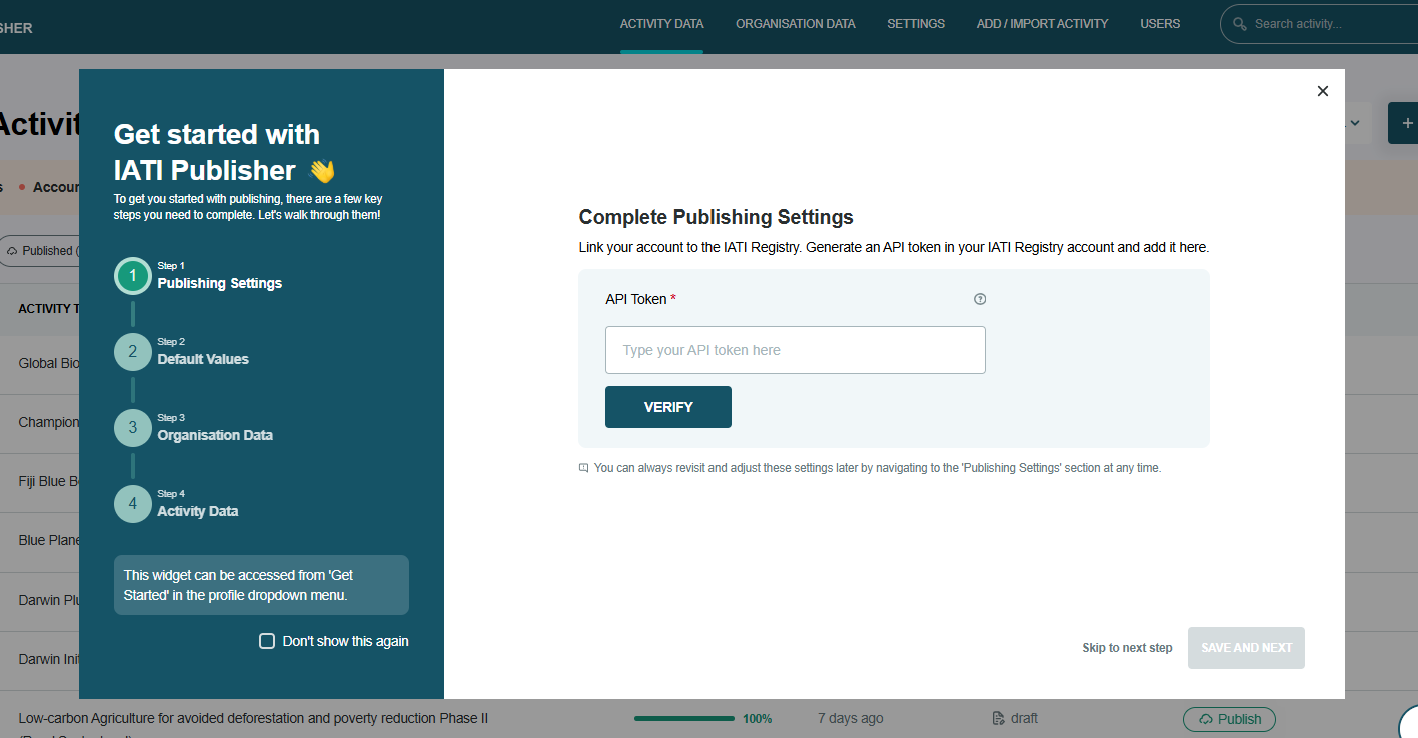 SHER
ACTIVITY DATA
ORGANISATION DATA
SETTINGS
ADD / IMPORT ACTIVITY
USERS
Search activity...
Activit
Accoun
Published (
ACTIVITY T
Global Bio
Champion
Fiji Blue B
Blue Plane
Darwin Plu
Darwin Init
Get started with
IATI Publisher 👋
To get you started with publishing, there are a few key
steps you need to complete. Let's walk through them!
1
Step 1
Publishing Settings
2
Step 2
Default Values
3
Step 3
Organisation Data
4
Step 4
Activity Data
This widget can be accessed from 'Get
Started' in the profile dropdown menu.
Don't show this again
Complete Publishing Settings
Link your account to the IATI Registry. Generate an API token in your IATI Registry account and add it here.
API Token *
Type your API token here
VERIFY
You can always revisit and adjust these settings later by navigating to the 'Publishing Settings' section at any time.
Skip to next step
SAVE AND NEXT
Low-carbon Agriculture for avoided deforestation and poverty reduction Phase II
100%
7 days ago
draft
Publish